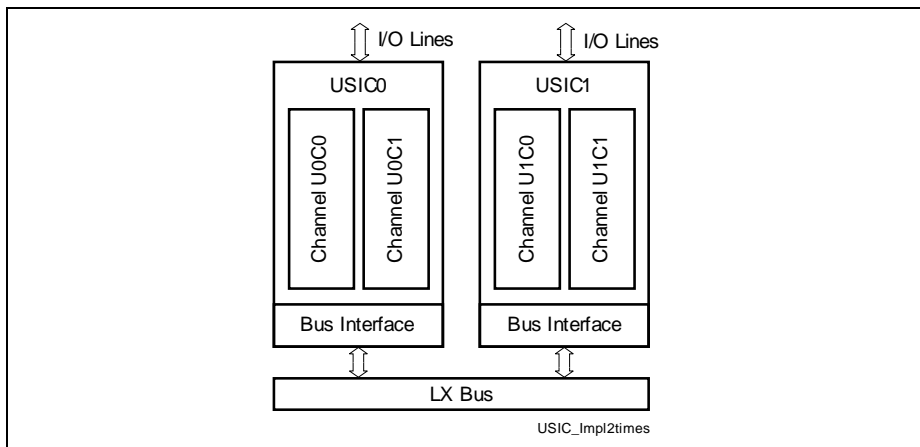 I/O Lines
I/O Lines
USIC0
USIC1
Channel U0C0
Channel U0C1
Channel U1C0
Channel U1C1
Bus Interface
Bus Interface
LX Bus
USIC_Impl2times